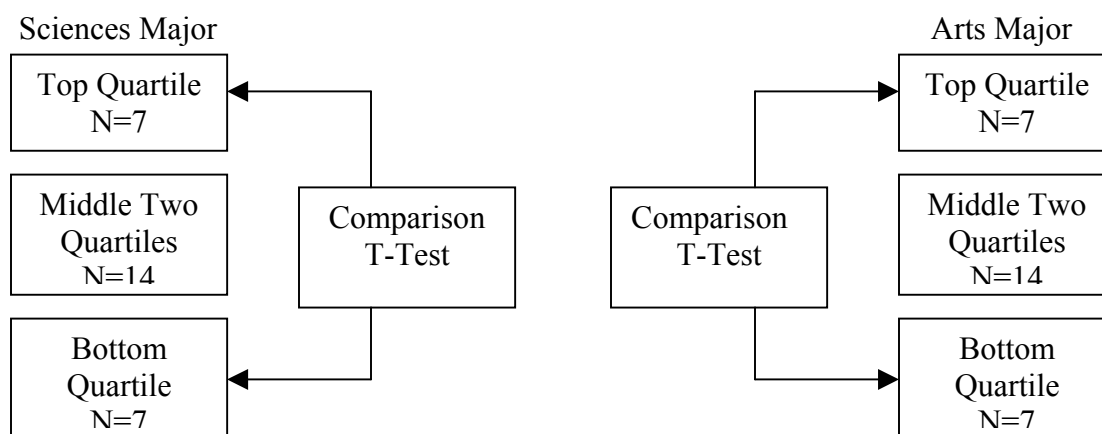 Sciences Major
Top Quartile
N=7
Middle Two
Quartiles
N=14
Bottom
Quartile
N=7
Comparison
T-Test
Comparison
T-Test
Arts Major
Top Quartile
N=7
Middle Two
Quartiles
N=14
Bottom
Quartile
N=7